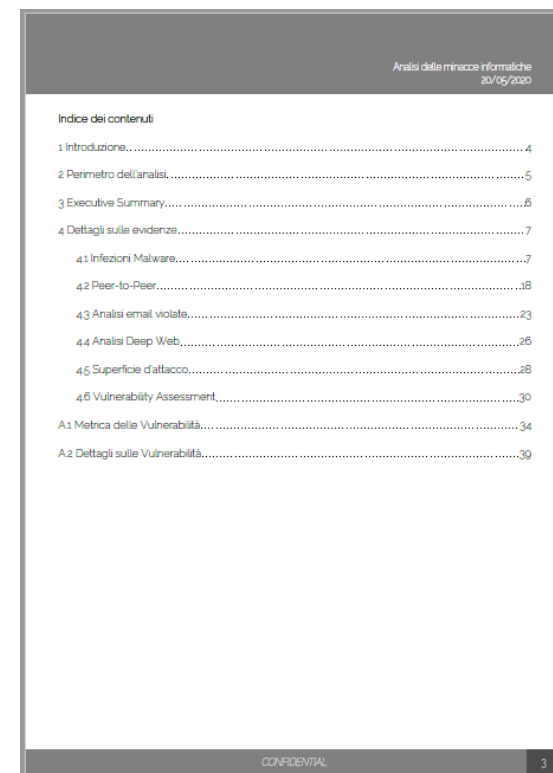 Analisi delle minacce informatiche
20/05/2020
Indice dei contenuti
1 Introduzione 4
2 Perimetro dell'analisi 5
3 Executive Summary 6
4 Dettagli sulle evidenze 7
4.1 Infezioni Malware 7
4.2 Peer-to-Peer 18
4.3 Analisi email violate 23
4.4 Analisi Deep Web 26
4.5 Superficie d'attacco 28
4.6 Vulnerability Assessment 30
A.1 Metrica delle Vulnerabilità 34
A.2 Dettagli sulle Vulnerabilità 39
CONFIDENTIAL 3